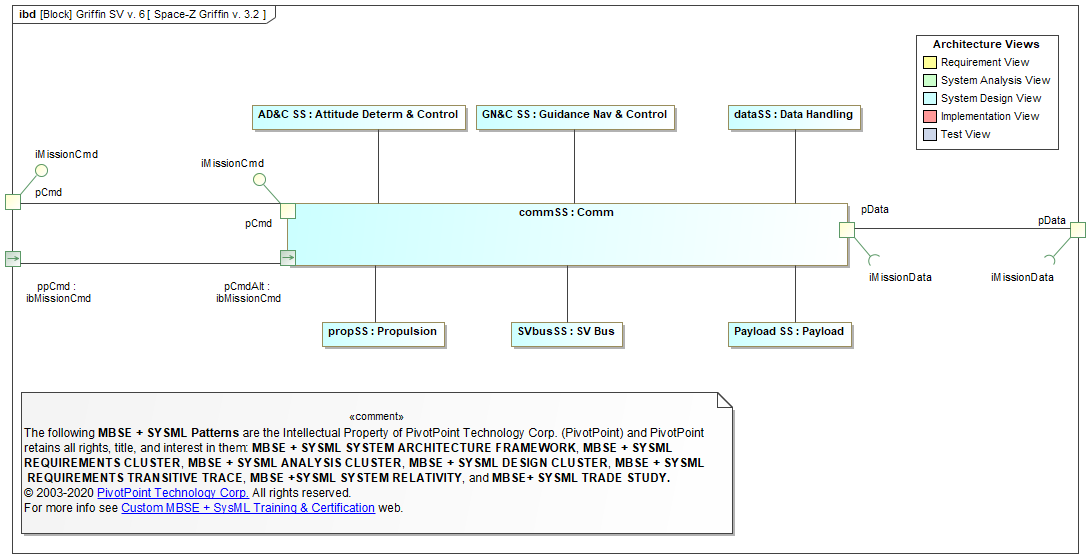 ibd [Block] Griffin SV v. 6 [ Space-Z Griffin v. 3.2 ]
Architecture Views
Requirement View
System Analysis View
System Design View
Implementation View
Test View
AD&C SS : Attitude Determ & Control
GN&C SS : Guidance Nav & Control
dataSS : Data Handling
iMissionCmd
iMissionCmd
pCmd
pCmd
commSS : Comm
pData
pData
iMissionData
iMissionData
ppCmd :
ibMissionCmd
pCmdAlt :
ibMissionCmd
propSS : Propulsion
SVbusSS : SV Bus
Payload SS : Payload
«comment»
The following MBSE + SYSML Patterns are the Intellectual Property of PivotPoint Technology Corp. (PivotPoint) and PivotPoint
retains all rights, title, and interest in them: MBSE + SYSML SYSTEM ARCHITECTURE FRAMEWORK, MBSE + SYSML
REQUIREMENTS CLUSTER, MBSE + SYSML ANALYSIS CLUSTER, MBSE + SYSML DESIGN CLUSTER, MBSE + SYSML
REQUIREMENTS TRANSITIVE TRACE, MBSE +SYSML SYSTEM RELATIVITY, and MBSE+ SYSML TRADE STUDY.
© 2003-2020 PivotPoint Technology Corp. All rights reserved.
For more info see Custom MBSE + SysML Training & Certification web.